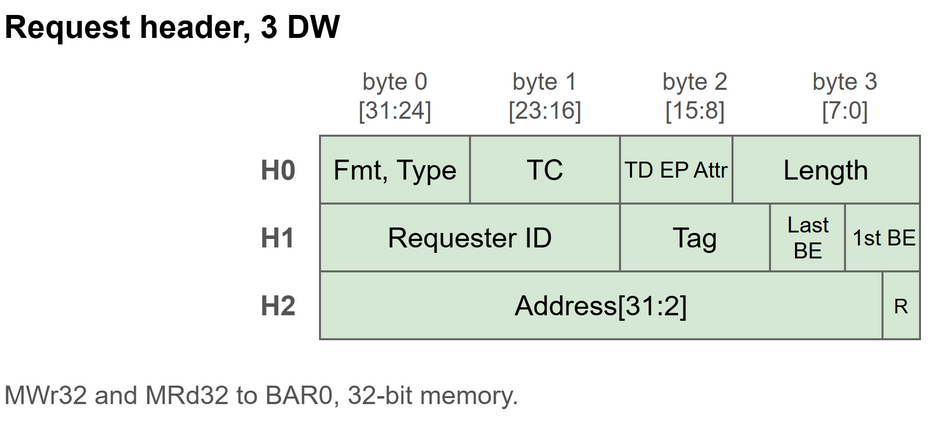 Request header, 3 DW
byte 0 byte 1 byte 2 byte 3
[31:24] [23:16] [15:8] [7:0]
H0 Fmt, Type TC TD EP Attr Length
H1 Requester ID Tag Last BE 1st BE
H2 Address[31:2] R
MWr32 and MRd32 to BAR0, 32-bit memory.